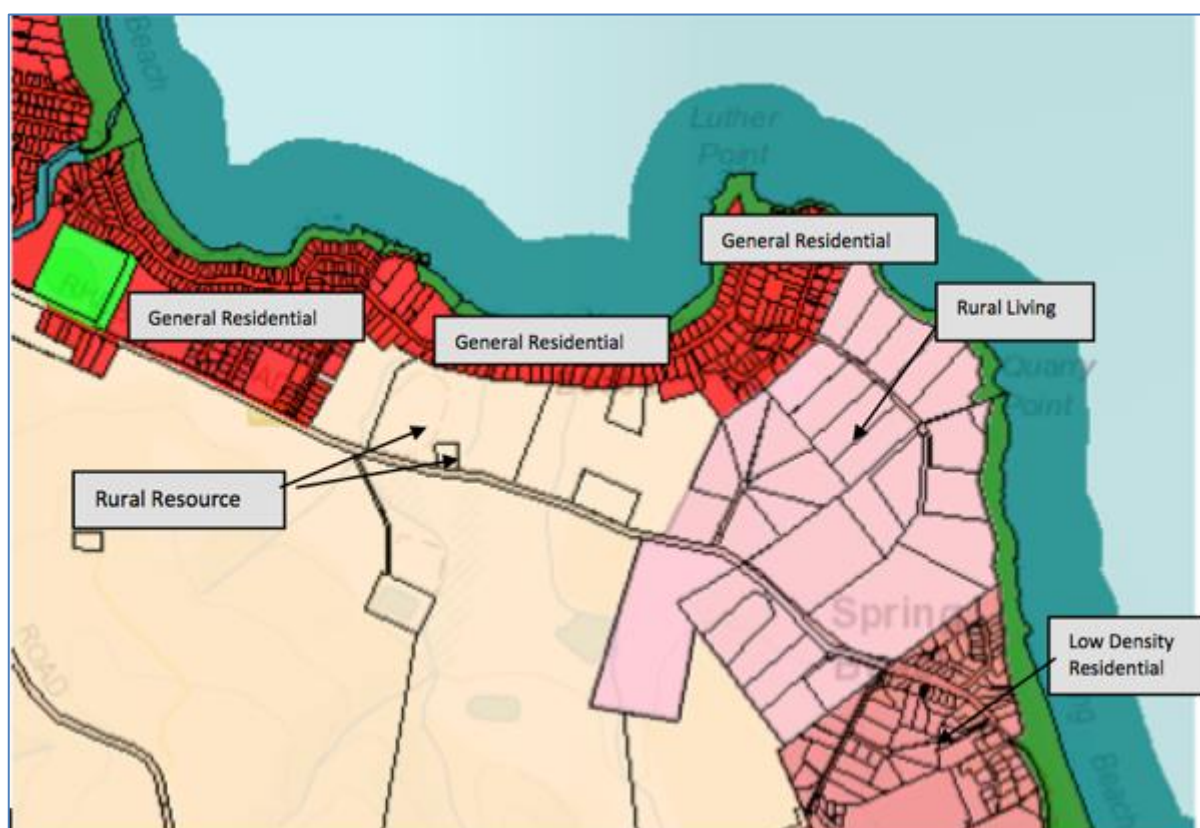 Beach
Luther
Point
General Residential
Rural Living
General Residential
General Residential
Quarry
Point
Rural Resource
Spring
Low Density
Residential
ROAD
Beach